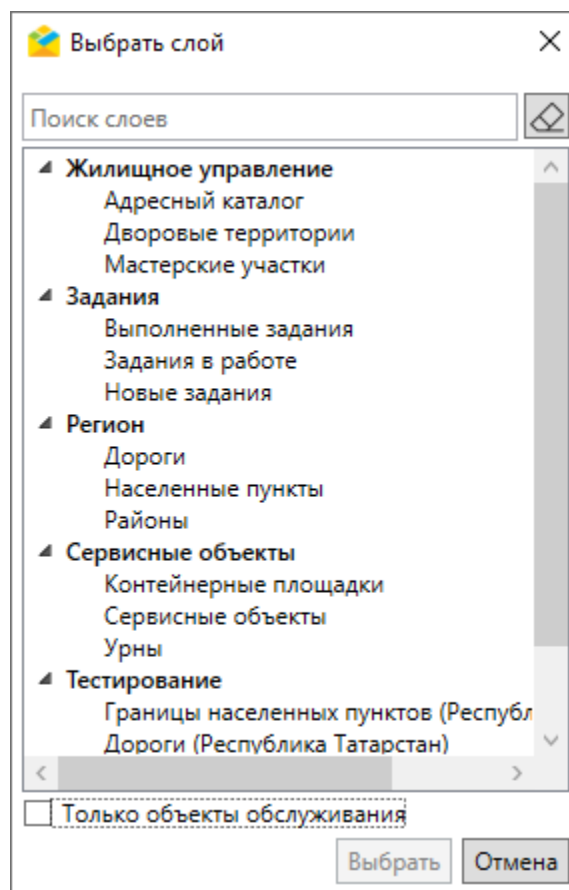 Выбрать слой
Поиск слоев
Жилищное управление
Адресный каталог
Дворовые территории
Мастерские участки
Задания
Выполненные задания
Задания в работе
Новые задания
Регион
Дороги
Населенные пункты
Районы
Сервисные объекты
Контейнерные площадки
Сервисные объекты
Урны
Тестирование
Границы населенных пунктов (Республ
Дороги (Республика Татарстан)
Только объекты обслуживания
Выбрать Отмена